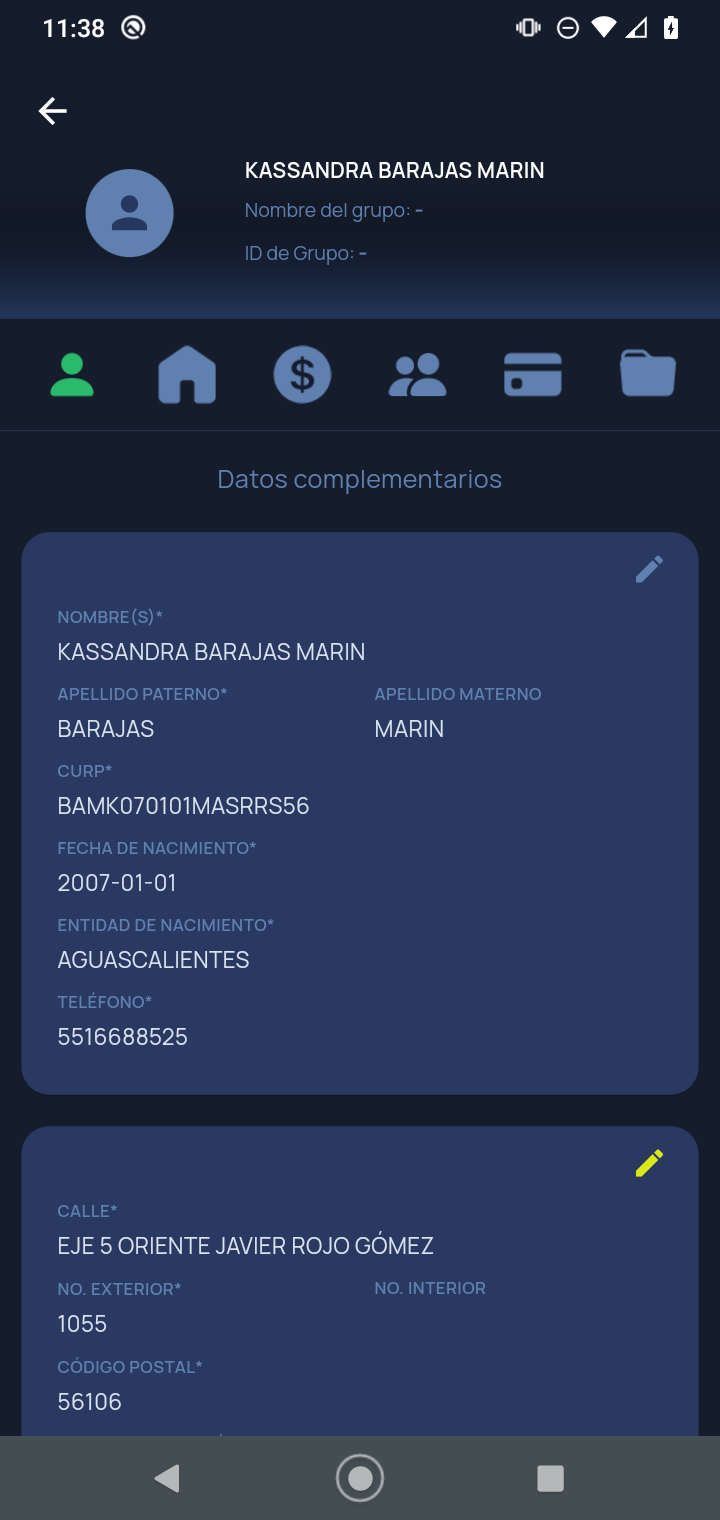 11:38
KASSANDRA BARAJAS MARIN
Nombre del grupo: -
ID de Grupo: -
Datos complementarios
NOMBRE(S)*
KASSANDRA BARAJAS MARIN
APELLIDO PATERNO* APELLIDO MATERNO
BARAJAS MARIN
CURP*
BAMK070101MASRRS56
FECHA DE NACIMIENTO*
2007-01-01
ENTIDAD DE NACIMIENTO*
AGUASCALIENTES
TELÉFONO*
5516688525
CALLE*
EJE 5 ORIENTE JAVIER ROJO GÓMEZ
NO. EXTERIOR* NO. INTERIOR
1055
CÓDIGO POSTAL*
56106